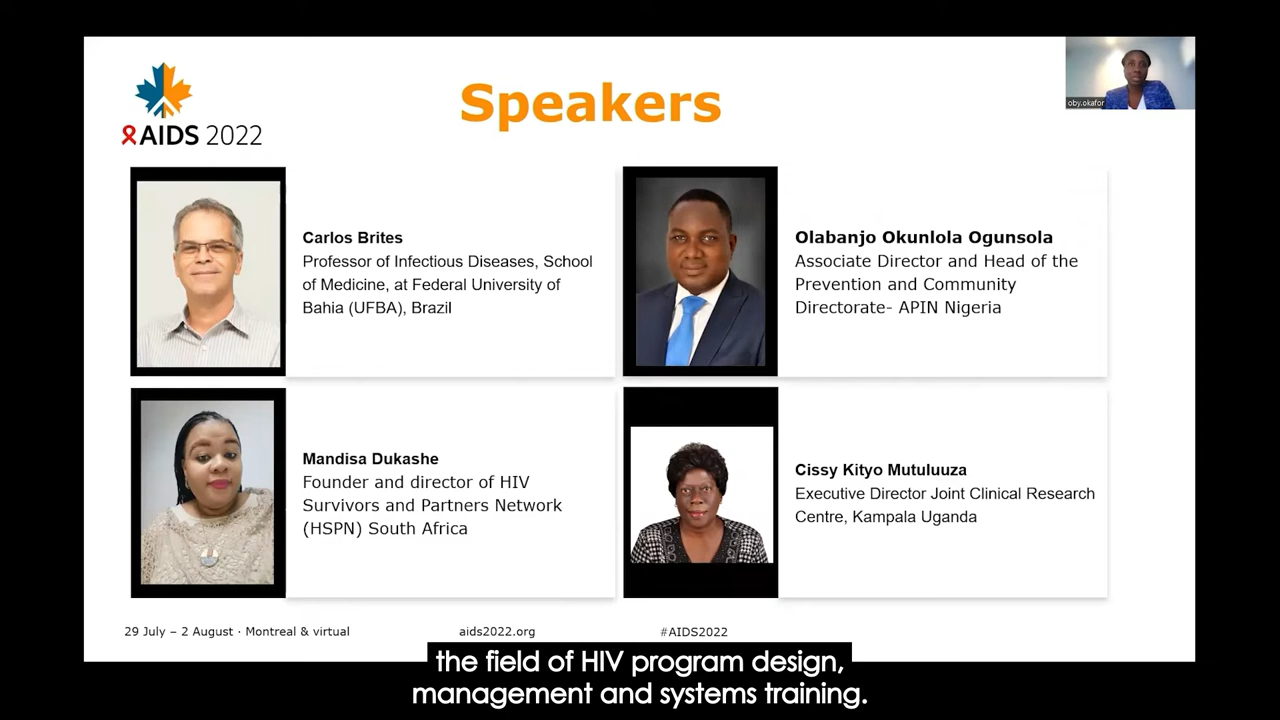 AIDS 2022
Speakers
oby.okafor
Carlos Brites
Professor of Infectious Diseases, School
of Medicine, at Federal University of
Bahia (UFBA), Brazil
Olabanjo Okunlola Ogunsola
Associate Director and Head of the
Prevention and Community
Directorate- APIN Nigeria
Mandisa Dukashe
Founder and director of HIV
Survivors and Partners Network
(HSPN) South Africa
Cissy Kityo Mutuluuza
Executive Director Joint Clinical Research
Centre, Kampala Uganda
29 July – 2 August · Montreal & virtual
aids2022.org
#AIDS2022
the field of HIV program design,
management and systems training.